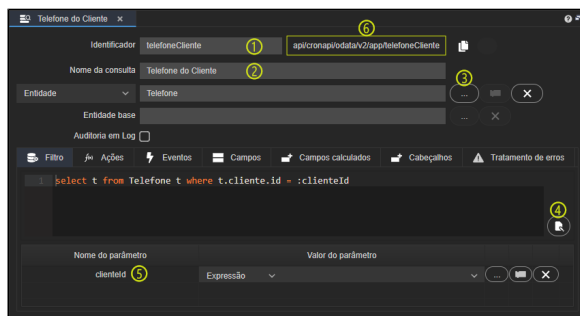 Telefone do Cliente ×
Identificador telefoneCliente 1 api/cronapi/odata/v2/app/telefoneCliente 6
Nome da consulta Telefone do Cliente 2
Entidade Telefone 3 ... X
Entidade base ... X
Auditoria em Log
Filtro f(x) Ações Eventos Campos Campos calculados Cabeçalhos Tratamento de erros
1 select t from Telefone t where t.cliente.id = :clienteId
4
Nome do parâmetro Valor do parâmetro
clienteId 5 Expressão ... X